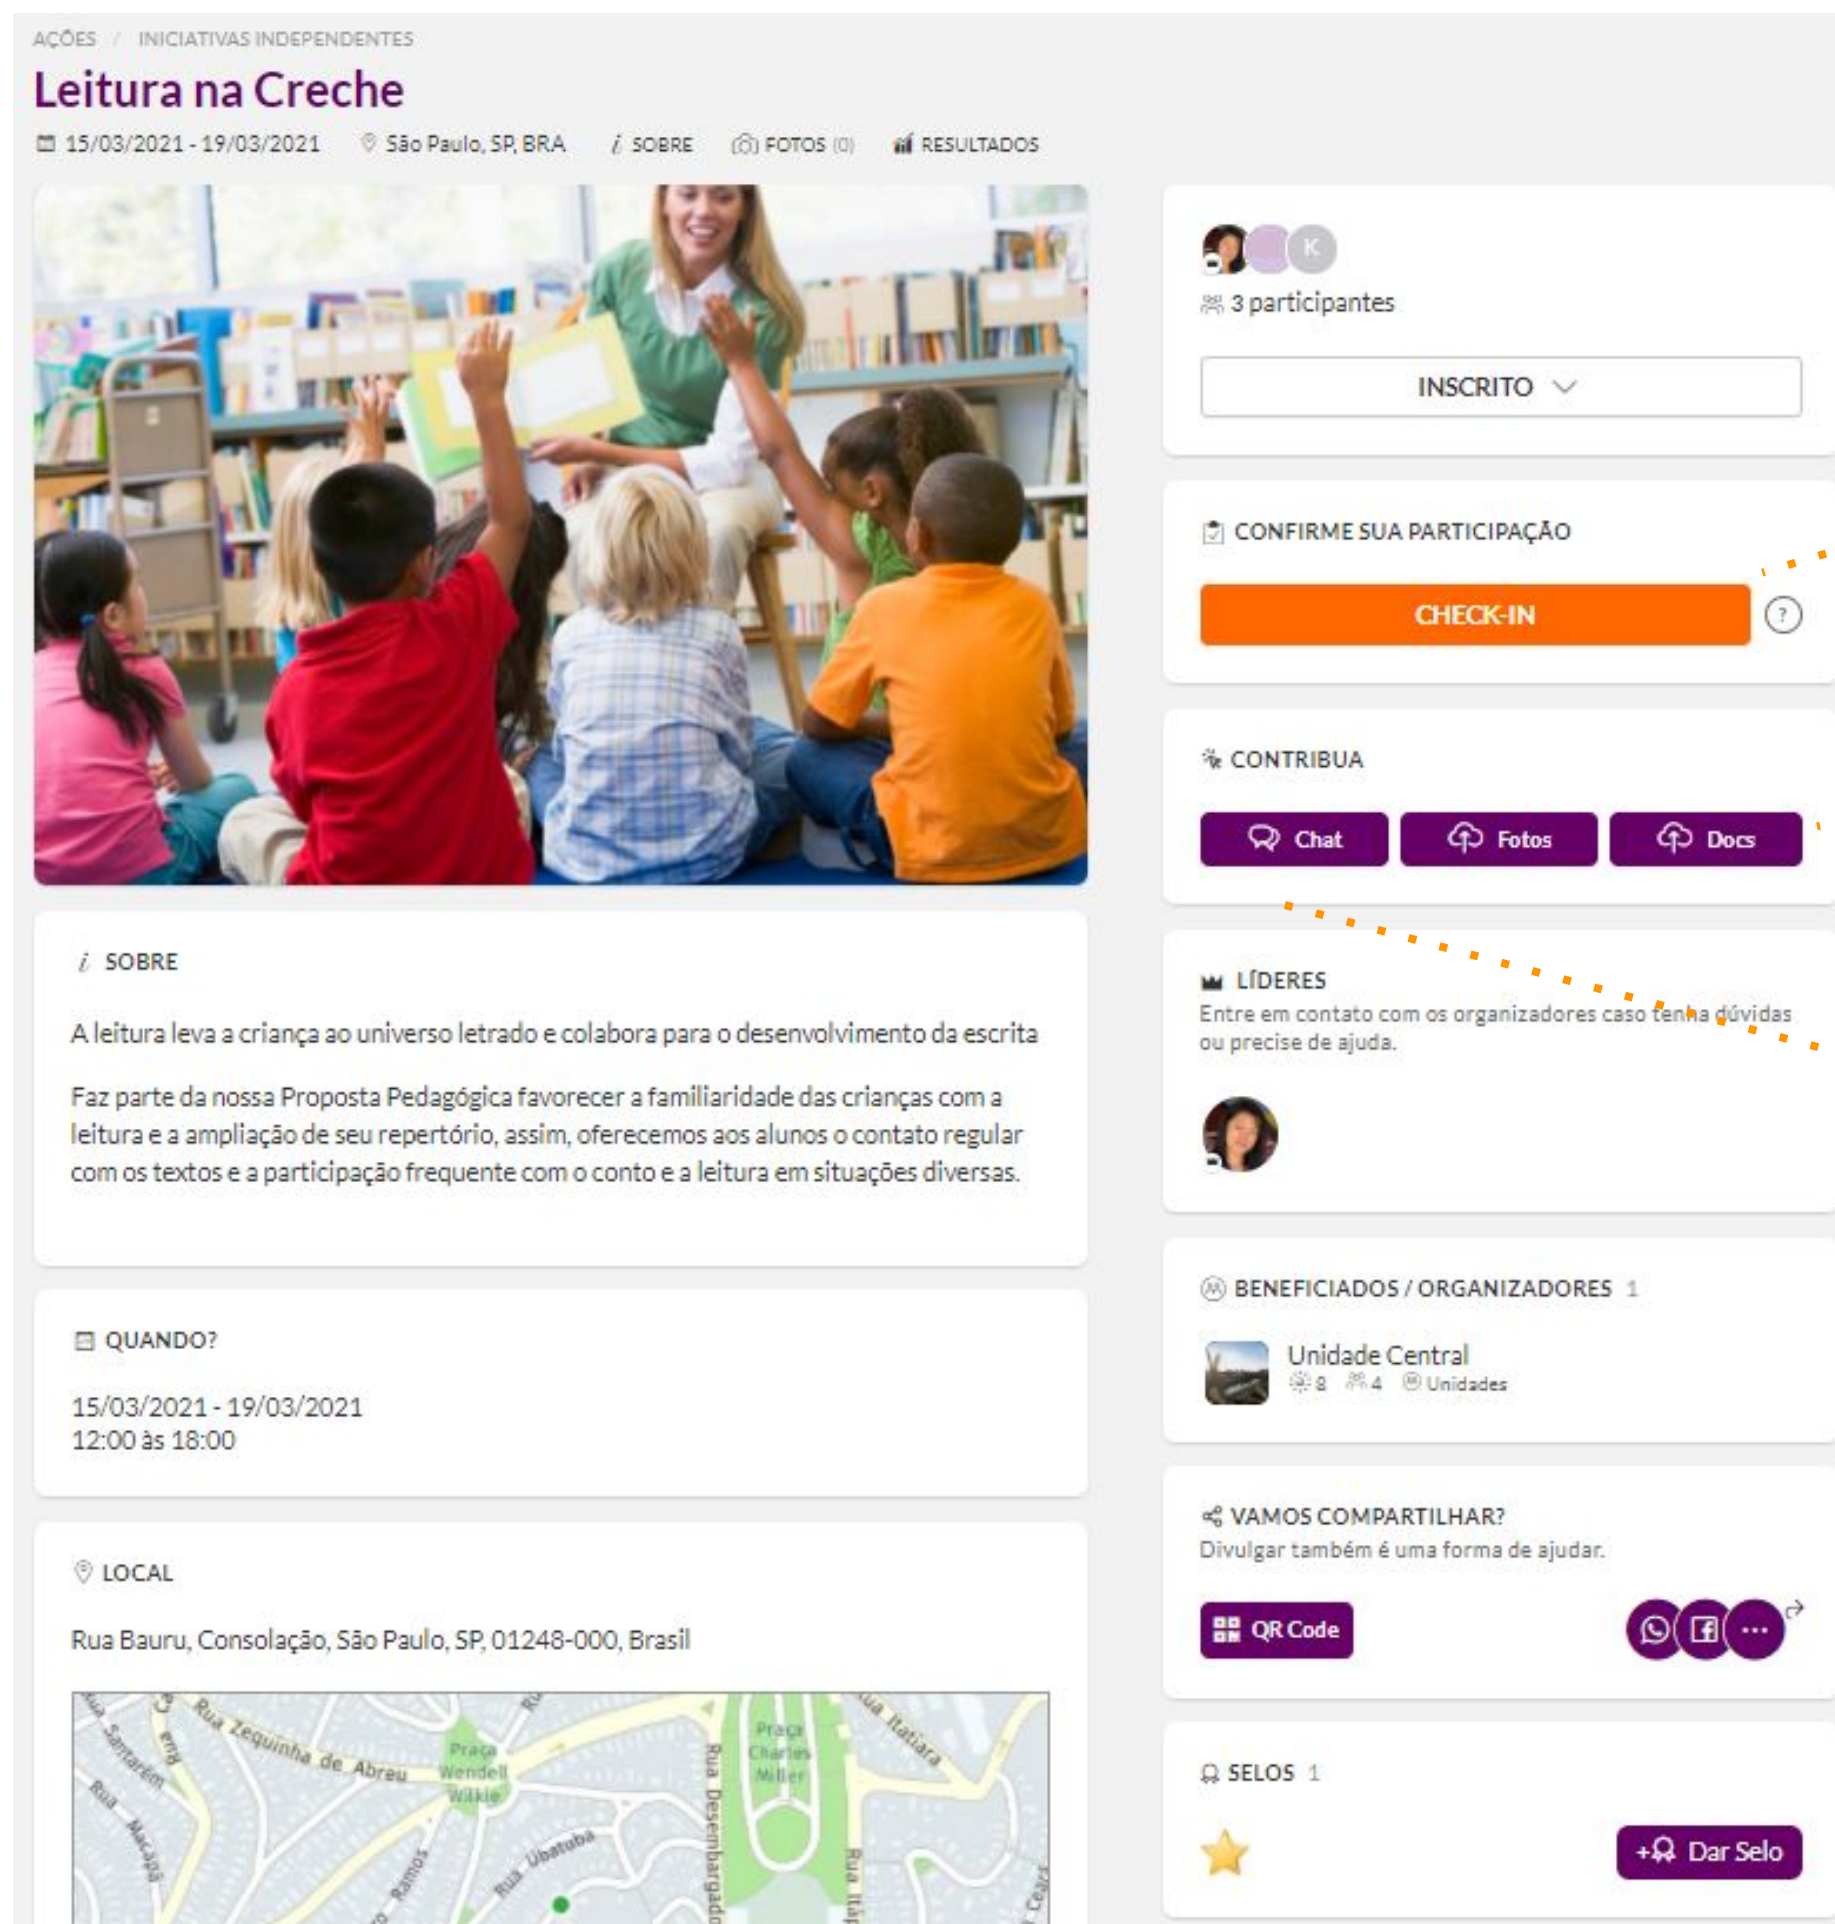 AÇÕES / INICIATIVAS INDEPENDENTES
Leitura na Creche
15/03/2021 - 19/03/2021 São Paulo, SP, BRA SOBRE FOTOS (0) RESULTADOS
K
3 participantes
INSCRITO
CONFIRME SUA PARTICIPAÇÃO
CHECK-IN ?
CONTRIBUA
Chat Fotos Docs
LÍDERES
Entre em contato com os organizadores caso tenha dúvidas
ou precise de ajuda.
BENEFICIADOS / ORGANIZADORES 1
Unidade Central
8 4 Unidades
VAMOS COMPARTILHAR?
Divulgar também é uma forma de ajudar.
QR Code
SELOS 1
+ Dar Selo
SOBRE
A leitura leva a criança ao universo letrado e colabora para o desenvolvimento da escrita
Faz parte da nossa Proposta Pedagógica favorecer a familiaridade das crianças com a
leitura e a ampliação de seu repertório, assim, oferecemos aos alunos o contato regular
com os textos e a participação frequente com o conto e a leitura em situações diversas.
QUANDO?
15/03/2021 - 19/03/2021
12:00 às 18:00
LOCAL
Rua Bauru, Consolação, São Paulo, SP, 01248-000, Brasil
Rua Santarém
Rua
Rua Zequinha de Abreu
Praça
Wendell
Wilkie
Praça
Charles
Miller
Rua Itatiara
Rua Macapá
Ramos
Rua Ubatuba
Rua Desembargado